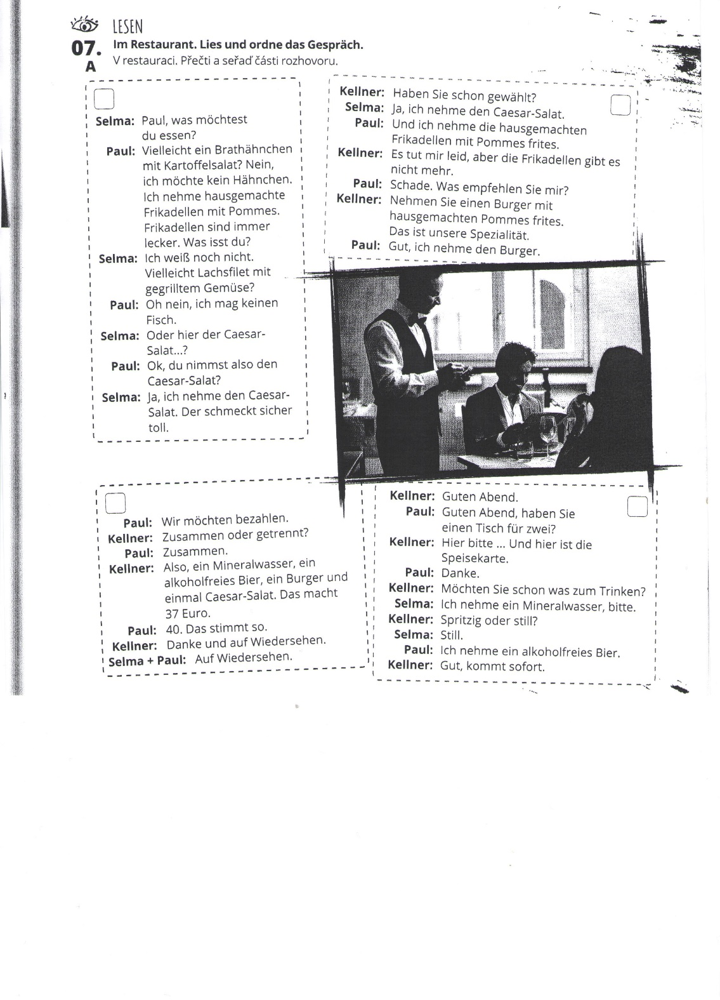 LESEN
07.
A
Im Restaurant. Lies und ordne das Gespräch.
V restauraci. Přečti a seřaď části rozhovoru.
Selma: Paul, was möchtest
du essen?
Paul: Vielleicht ein Brathähnchen
mit Kartoffelsalat? Nein,
ich möchte kein Hähnchen.
Ich nehme hausgemachte
Frikadellen mit Pommes.
Frikadellen sind immer
lecker. Was isst du?
Selma: Ich weiß noch nicht.
Vielleicht Lachsfilet mit
gegrilltem Gemüse?
Paul: Oh nein, ich mag keinen
Fisch.
Selma: Oder hier der Caesar-
Salat...?
Paul: Ok, du nimmst also den
Caesar-Salat?
Selma: Ja, ich nehme den Caesar-
Salat. Der schmeckt sicher
toll.
Kellner: Haben Sie schon gewählt?
Selma: Ja, ich nehme den Caesar-Salat.
Paul: Und ich nehme die hausgemachten
Frikadellen mit Pommes frites.
Kellner: Es tut mir leid, aber die Frikadellen gibt es
nicht mehr.
Paul: Schade. Was empfehlen Sie mir?
Kellner: Nehmen Sie einen Burger mit
hausgemachten Pommes frites.
Das ist unsere Spezialität.
Paul: Gut, ich nehme den Burger.
Paul: Wir möchten bezahlen.
Kellner: Zusammen oder getrennt?
Paul: Zusammen.
Kellner: Also, ein Mineralwasser, ein
alkoholfreies Bier, ein Burger und
einmal Caesar-Salat. Das macht
37 Euro.
Paul: 40. Das stimmt so.
Kellner: Danke und auf Wiedersehen.
Selma + Paul: Auf Wiedersehen.
Kellner: Guten Abend.
Paul: Guten Abend, haben Sie
einen Tisch für zwei?
Kellner: Hier bitte ... Und hier ist die
Speisekarte.
Paul: Danke.
Kellner: Möchten Sie schon was zum Trinken?
Selma: Ich nehme ein Mineralwasser, bitte.
Kellner: Spritzig oder still?
Selma: Still.
Paul: Ich nehme ein alkoholfreies Bier.
Kellner: Gut, kommt sofort.